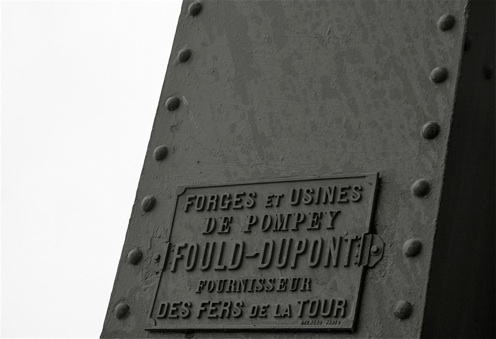 FORGES ET USINES
DE POMPEY
FOULD-DUPONT
FOURNISSEUR
DES FERS DE LA TOUR